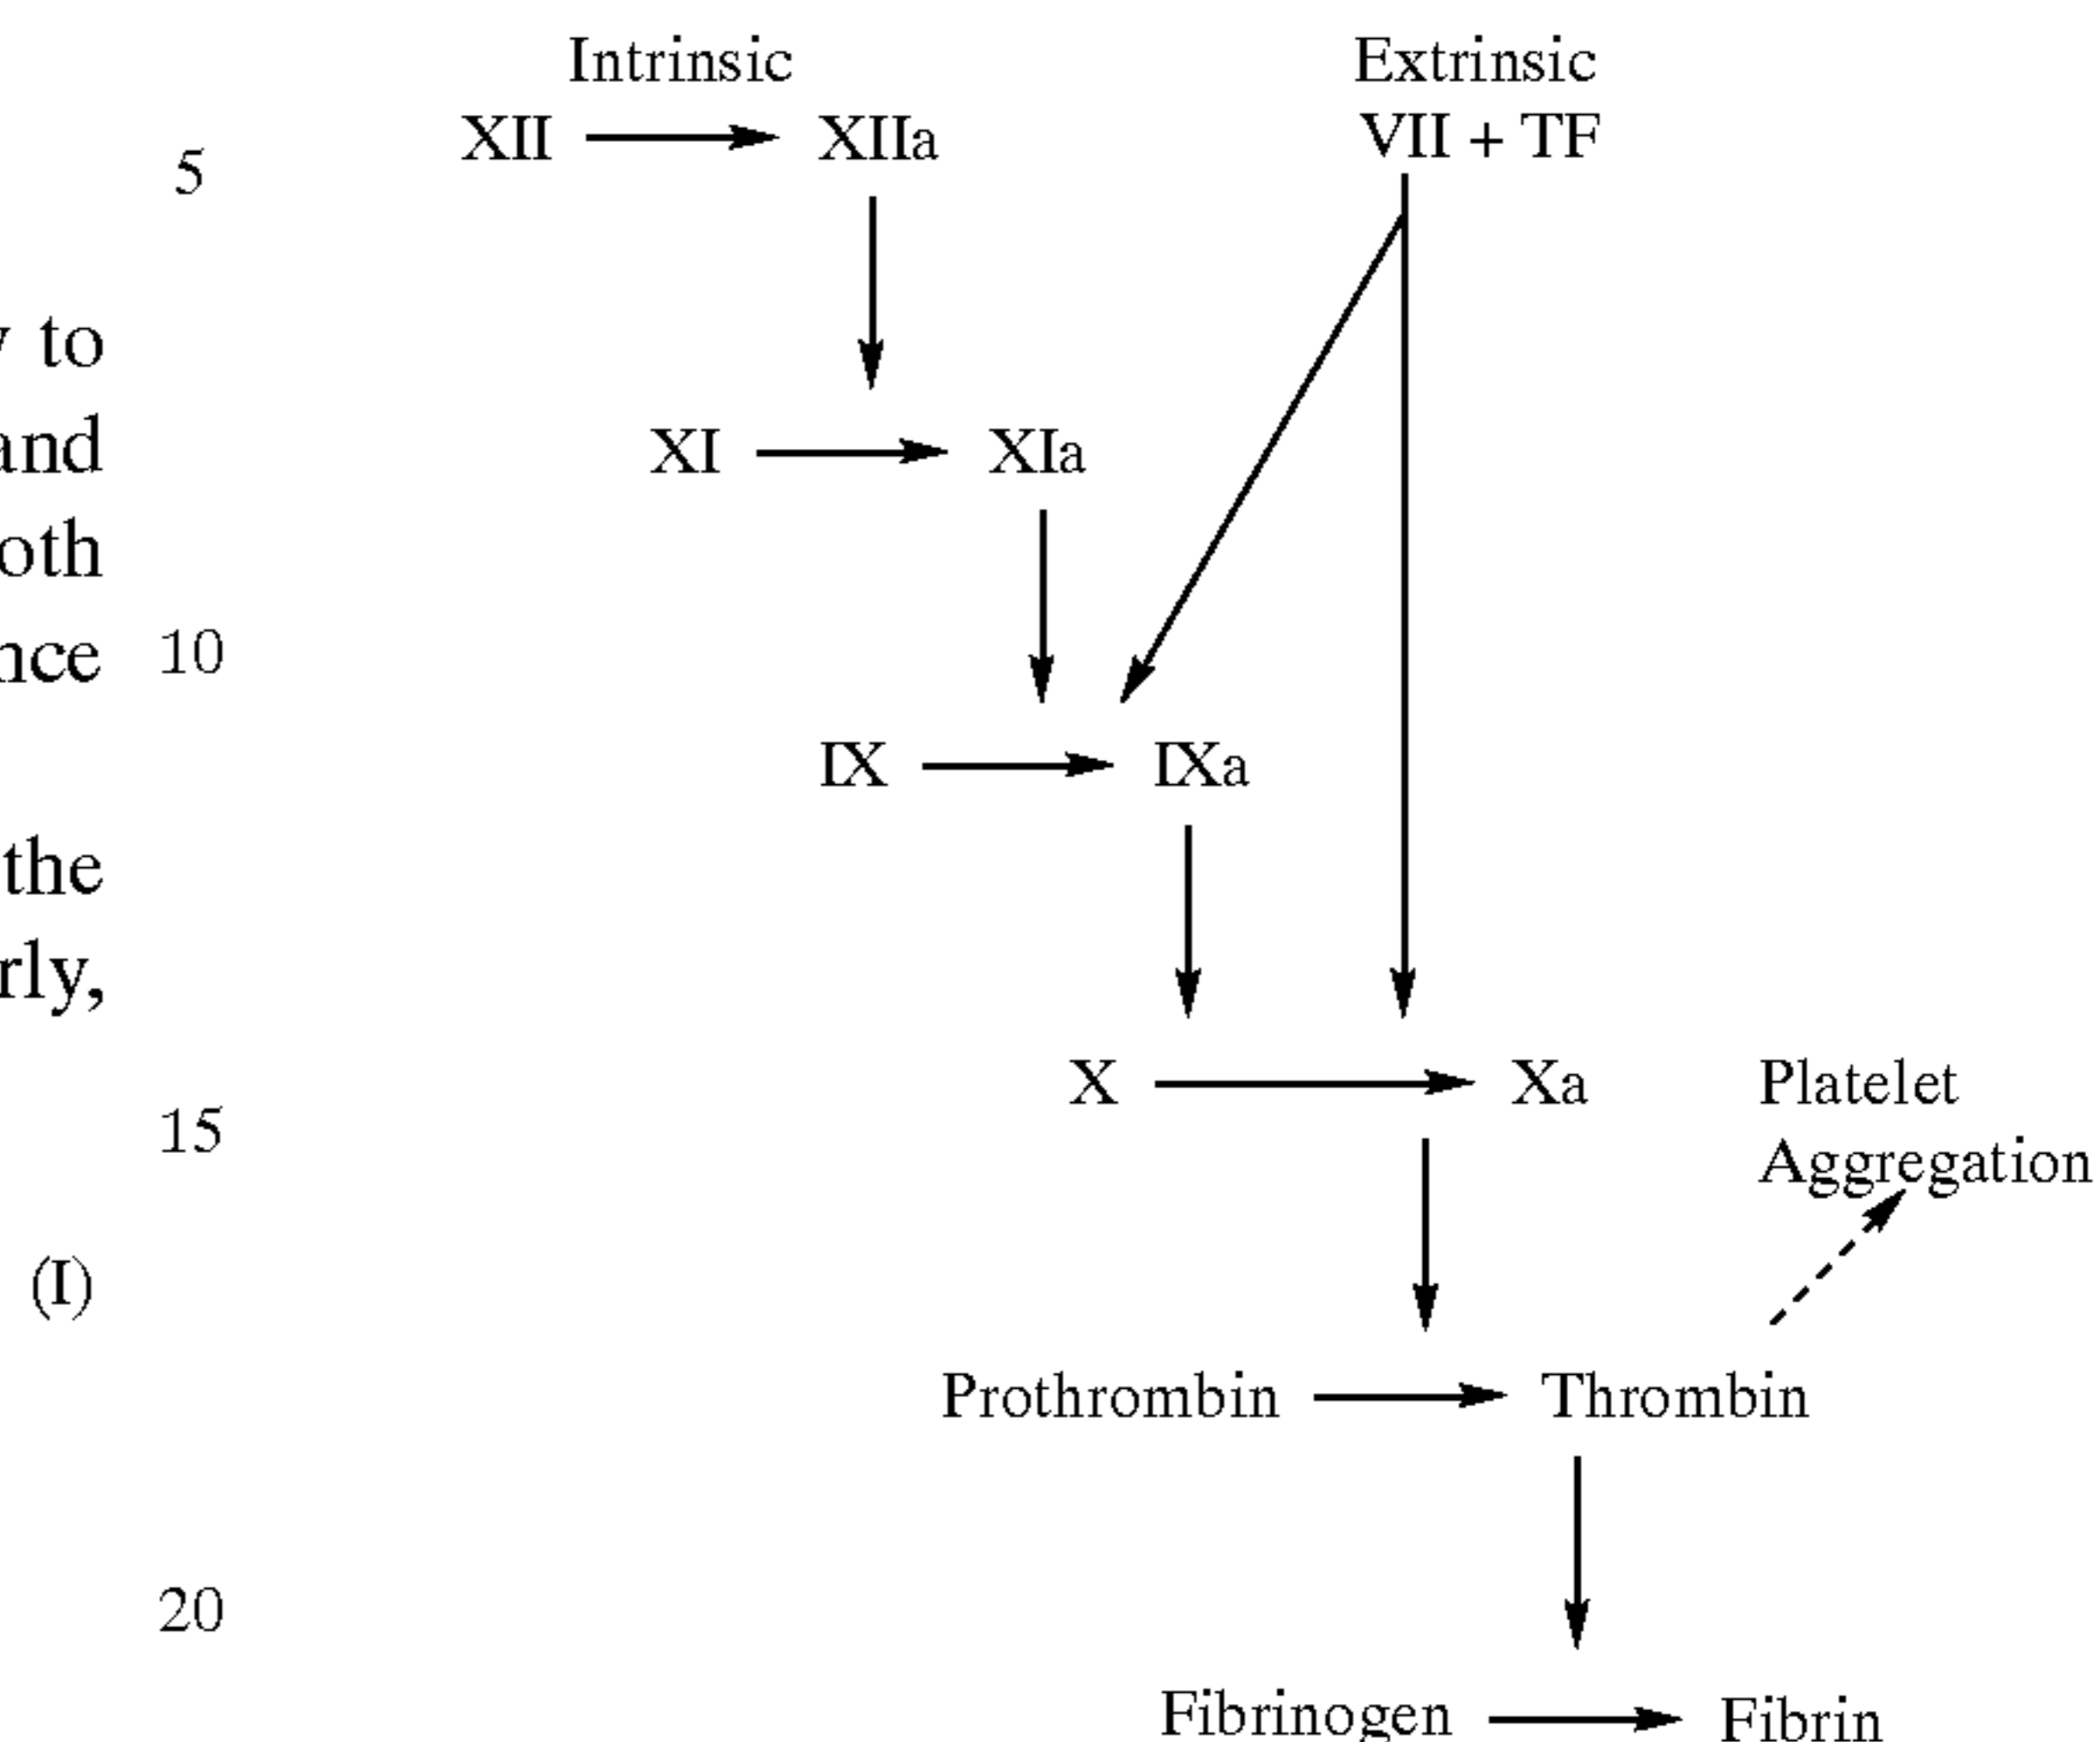 Intrinsic Extrinsic
XII XIIa VII + TF
5
to
and
XI XIa
oth
nce 10
IX IXa
the
rly,
X Xa Platelet
15 Aggregation
(I)
Prothrombin Thrombin
20
Fibrinogen Fibrin